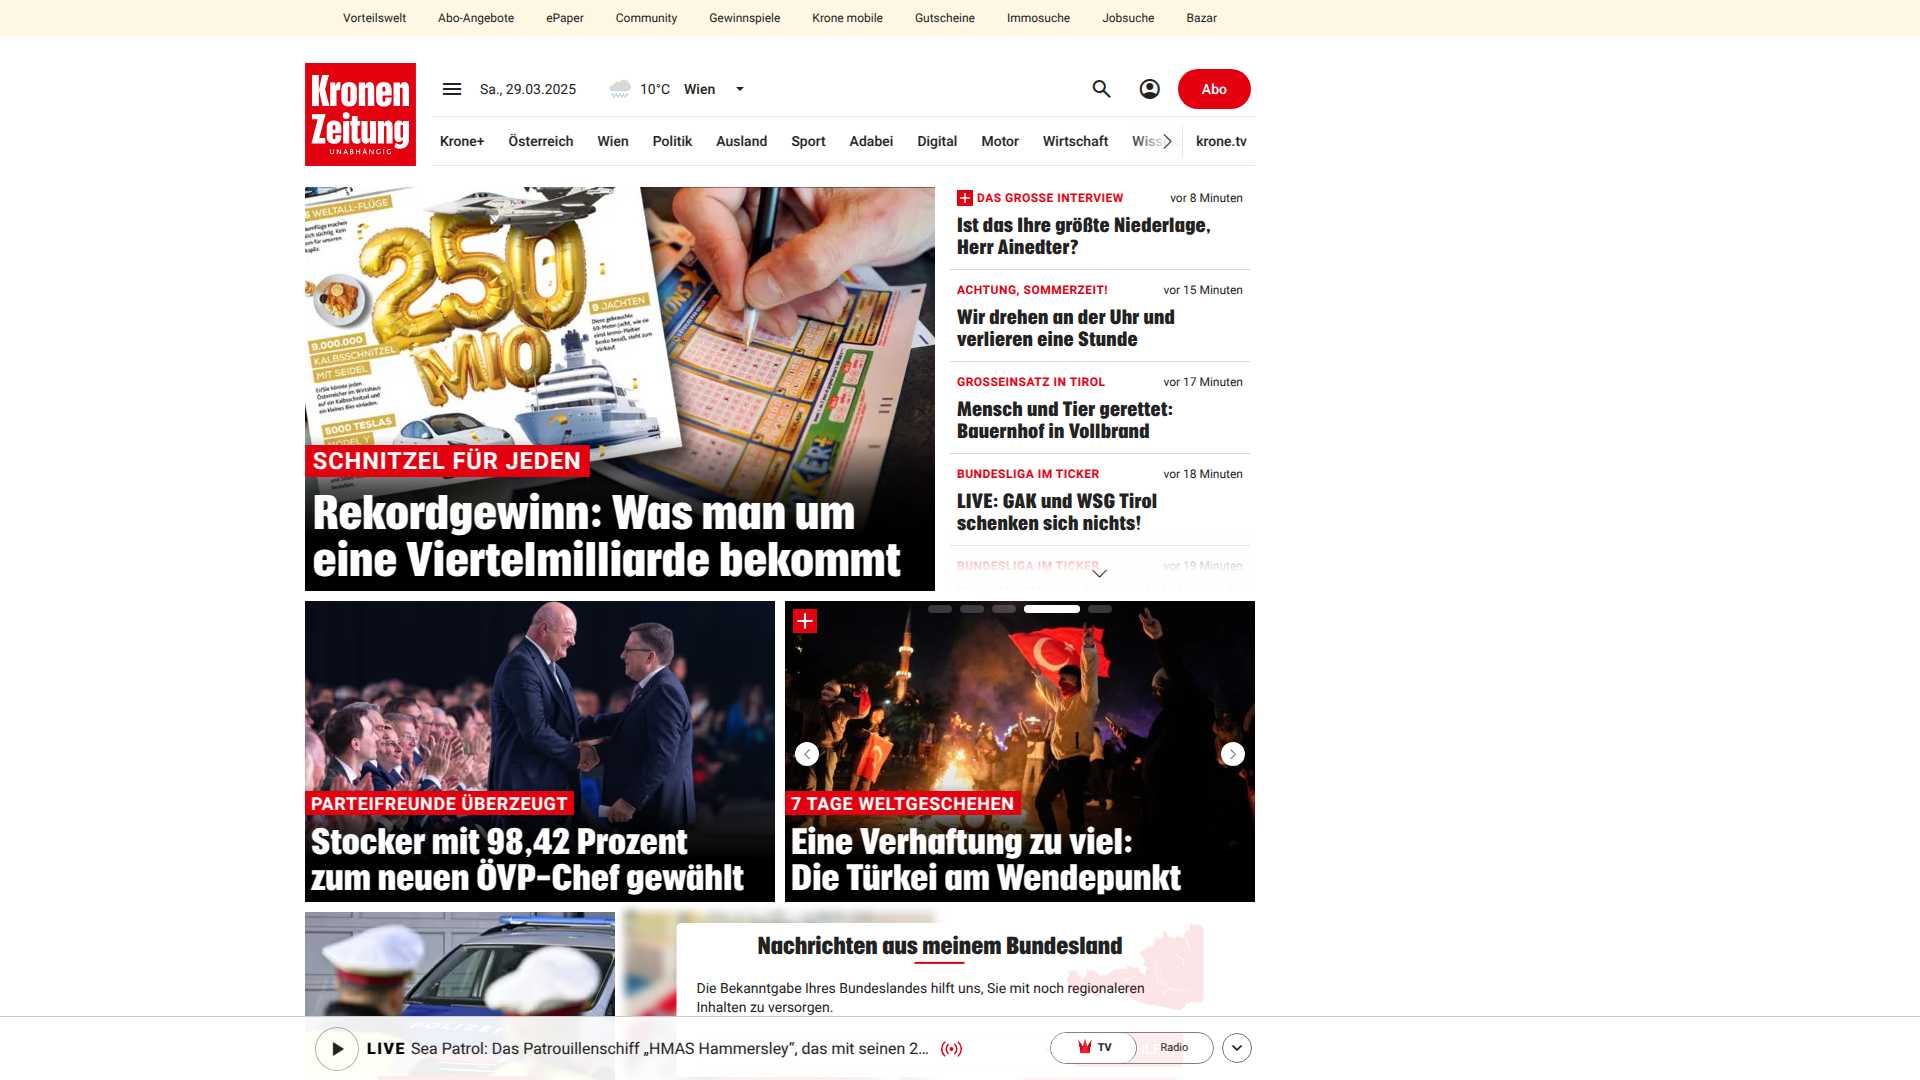 Vorteilswelt Abo-Angebote ePaper Community Gewinnspiele Krone mobile Gutscheine Immosuche Jobsuche Bazar
Kronen
Zeitung
UNABHÄNGIG
Sa., 29.03.2025 10°C Wien
Abo
Krone+ Österreich Wien Politik Ausland Sport Adabei Digital Motor Wirtschaft Wiss krone.tv
WELTALL-FLÜGE
250
MIO
9 JACHTEN
9.000.000
KALBSSCHNITZEL
MIT SEIDEL
5000 TESLAS
MODEL Y
SCHNITZEL FÜR JEDEN
Rekordgewinn: Was man um
eine Viertelmilliarde bekommt
DAS GROSSE INTERVIEW vor 8 Minuten
Ist das Ihre größte Niederlage,
Herr Ainedter?
ACHTUNG, SOMMERZEIT! vor 15 Minuten
Wir drehen an der Uhr und
verlieren eine Stunde
GROSSEINSATZ IN TIROL vor 17 Minuten
Mensch und Tier gerettet:
Bauernhof in Vollbrand
BUNDESLIGA IM TICKER vor 18 Minuten
LIVE: GAK und WSG Tirol
schenken sich nichts!
BUNDESLIGA IM TICKER vor 19 Minuten
PARTEIFREUNDE ÜBERZEUGT
Stocker mit 98,42 Prozent
zum neuen ÖVP-Chef gewählt
7 TAGE WELTGESCHEHEN
Eine Verhaftung zu viel:
Die Türkei am Wendepunkt
Nachrichten aus meinem Bundesland
Die Bekanntgabe Ihres Bundeslandes hilft uns, Sie mit noch regionaleren
Inhalten zu versorgen.
POLIZEI
LIVE Sea Patrol: Das Patrouillenschiff „HMAS Hammersley“, das mit seinen 2...
TV Radio